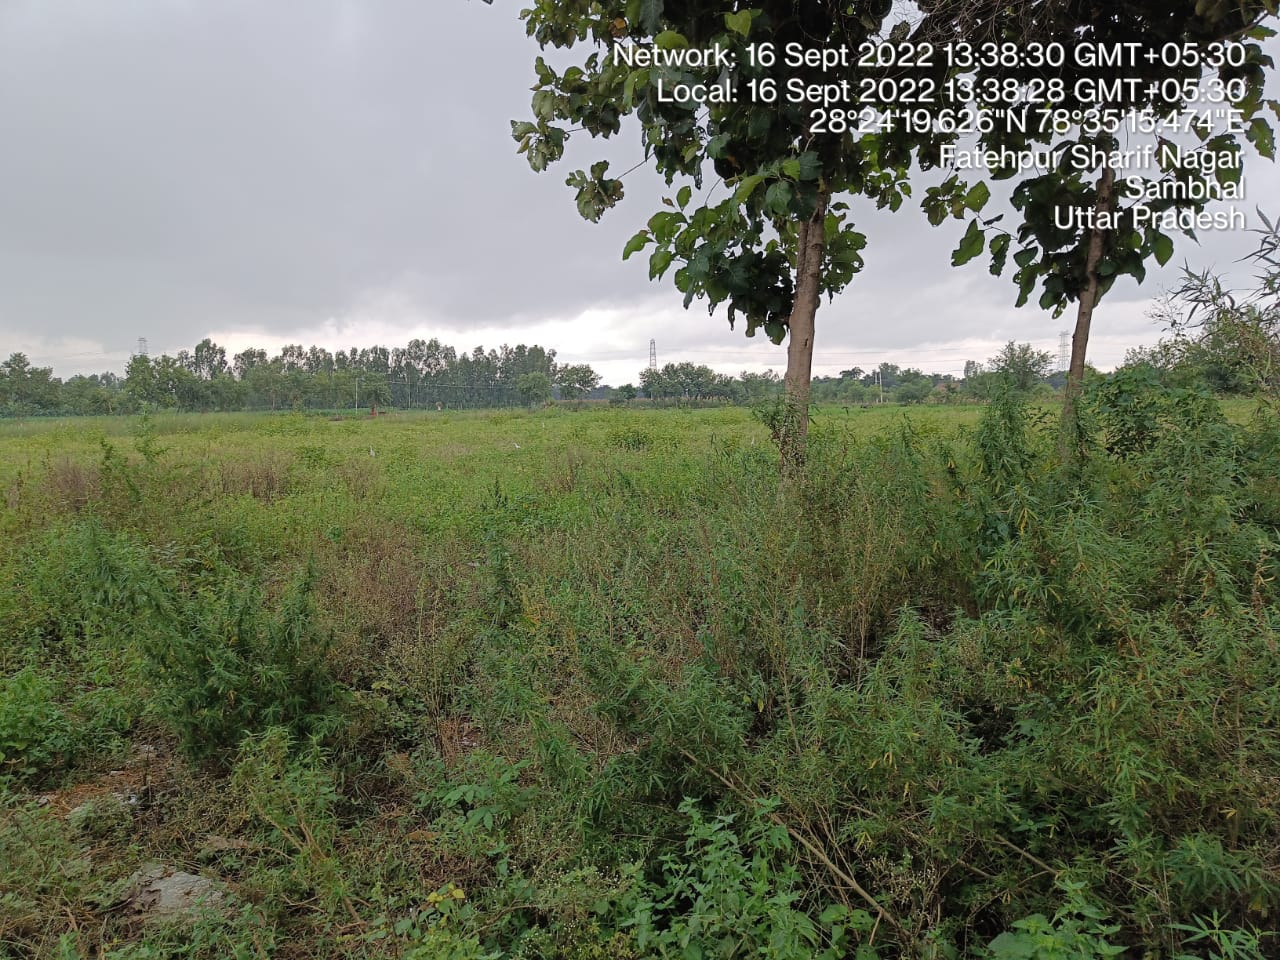 Network: 16 Sept 2022 13:38:30 GMT+05:30
Local: 16 Sept 2022 13:38:28 GMT+05:30
28°24'19.626"N 78°35'15.474"E
Fatehpur Sharif Nagar
Sambhal
Uttar Pradesh